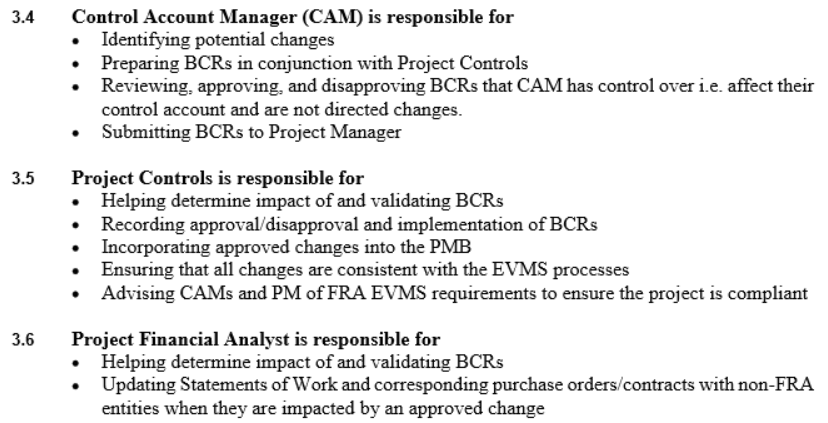 3.4 Control Account Manager (CAM) is responsible for
• Identifying potential changes
• Preparing BCRs in conjunction with Project Controls
• Reviewing, approving, and disapproving BCRs that CAM has control over i.e. affect their
control account and are not directed changes.
• Submitting BCRs to Project Manager
3.5 Project Controls is responsible for
• Helping determine impact of and validating BCRs
• Recording approval/disapproval and implementation of BCRs
• Incorporating approved changes into the PMB
• Ensuring that all changes are consistent with the EVMS processes
• Advising CAMs and PM of FRA EVMS requirements to ensure the project is compliant
3.6 Project Financial Analyst is responsible for
• Helping determine impact of and validating BCRs
• Updating Statements of Work and corresponding purchase orders/contracts with non-FRA
entities when they are impacted by an approved change